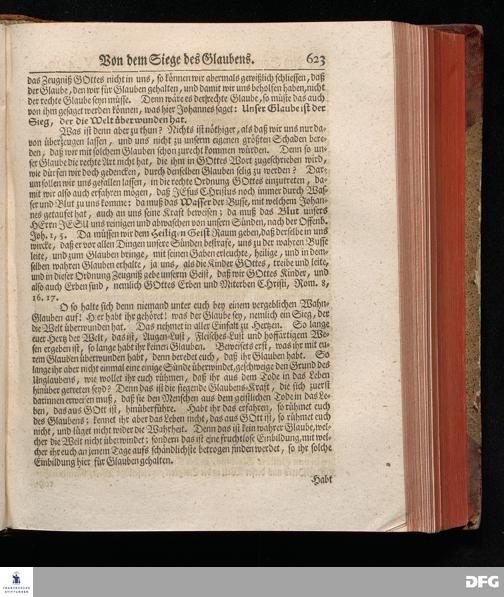 Von dem Siege des Glaubens. 623
das Zeugniß GOttes nicht in uns, so können wir abermals gewißlich schliessen, daß
der Glaube, den wir für Glauben gehalten, und damit wir uns beholfen haben, nicht
der rechte Glaube seyn müsse. Denn wäre es der rechte Glaube, so müste das auch
von ihm gesaget werden können, was hier Johannes saget: Unser Glaube ist der
Sieg, der die Welt überwunden hat.
Was ist denn aber zu thun? Nichts ist nöthiger, als daß wir uns nur da-
von überzeugen lassen, und uns nicht zu unserm eigenen größten Schaden bere-
den, daß wir mit solchem Glauben schon zurecht kommen würden. Denn so un-
ser Glaube die rechte Art nicht hat, die ihm in GOttes Wort zugeschrieben wird,
wie dürfen wir doch gedencken, durch denselben Glauben selig zu werden? Dar-
um sollen wir uns gefallen lassen, in die rechte Ordnung GOttes einzutreten, da-
mit wir also auch erfahren mögen, daß JEsus Christus noch immer durch Was-
ser und Blut zu uns komme: da muß das Wasser der Busse, mit welchem Johan-
nes getaufet hat, auch an uns seine Kraft beweisen; da muß das Blut unsers
HErrn JESU uns reinigen und abwaschen von unsern Sünden, nach der Offenb.
Joh. 1, 5. Da müssen wir dem Heiligen Geist Raum geben, daß derselbe in uns
wircke, daß er vor allen Dingen unsere Sünden bestrafe, uns zu der wahren Busse
leite, und zum Glauben bringe, mit seinen Gaben erleuchte, heilige, und in dem-
selben wahren Glauben erhalte, ja uns, als die Kinder GOttes, treibe und leite,
und in dieser Ordnung Zeugniß gebe unserm Geist, daß wir GOttes Kinder, und
also auch Erben sind, nemlich GOttes Erben und Miterben Christi, Rom. 8,
16. 17.
O so halte sich denn niemand unter euch bey einem vergeblichen Wahn-
Glauben auf! Hier habt ihr gehöret! was der Glaube sey, nemlich ein Sieg, der
die Welt überwunden hat. Das nehmet in aller Einfalt zu Hertzen. So lange
euer Hertz der Welt, das ist, Augen-Lust, Fleisches-Lust und hoffärtigem We-
sen ergeben ist, so lange habt ihr keinen Glauben. Beweiset es erst, was ihr mit eu-
rem Glauben überwunden habt, denn beredet euch, daß ihr Glauben habt. So
lange ihr aber nicht einmal eine einige Sünde überwindet, geschweige den Grund des
Unglaubens, wie wollet ihr euch rühmen, daß ihr aus dem Tode in das Leben
hinüber getreten seyd? Denn das ist die siegende Glaubens-Kraft, die sich zuerst
darinnen erweisen muß, daß sie den Menschen aus dem geistlichen Tode in das Le-
ben, das aus GOtt ist, hinüberführe. Habt ihr das erfahren, so rühmet euch
des Glaubens; kennet ihr aber das Leben nicht, das aus GOtt ist, so rühmet euch
nicht, und lüget nicht wider die Wahrheit. Denn das ist kein wahrer Glaube, wel-
cher die Welt nicht überwindet; sondern das ist eine fruchtlose Einbildung, mit wel-
cher ihr euch an jenem Tage aufs schändlichste betrogen finden werdet, so ihr solche
Einbildung hier für Glauben gehalten.
Habt
FRANCKESCHE
STIFTUNGEN
DFG